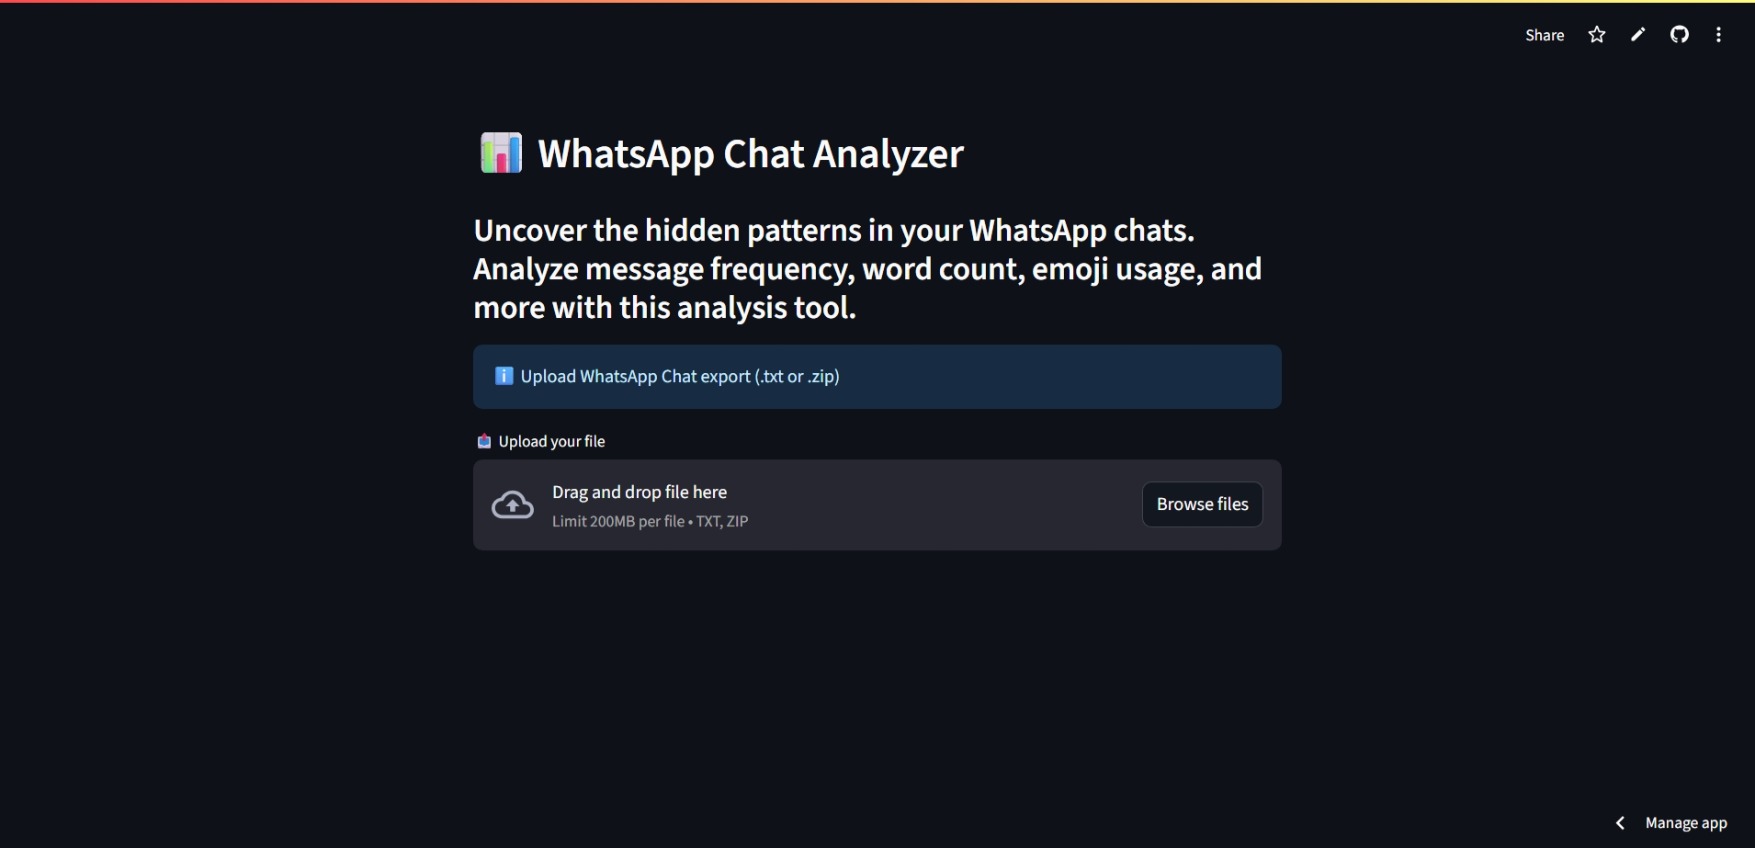 Share
📊 WhatsApp Chat Analyzer
Uncover the hidden patterns in your WhatsApp chats.
Analyze message frequency, word count, emoji usage, and
more with this analysis tool.
ℹ️ Upload WhatsApp Chat export (.txt or .zip)
📤 Upload your file
Drag and drop file here
Limit 200MB per file • TXT, ZIP
Browse files
Manage app